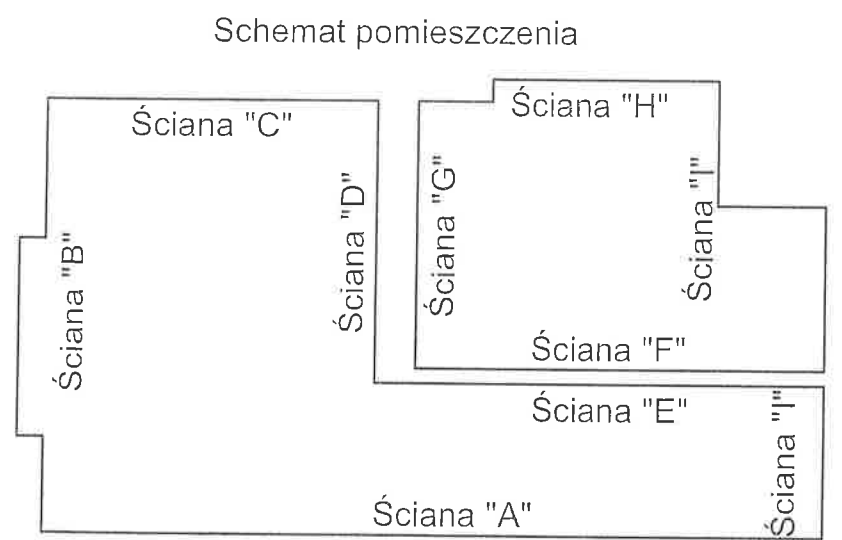 Schemat pomieszczenia
Ściana "C"
Ściana "H"
Ściana "B"
Ściana "D"
Ściana "G"
Ściana "I"
Ściana "F"
Ściana "E"
Ściana "I"
Ściana "A"